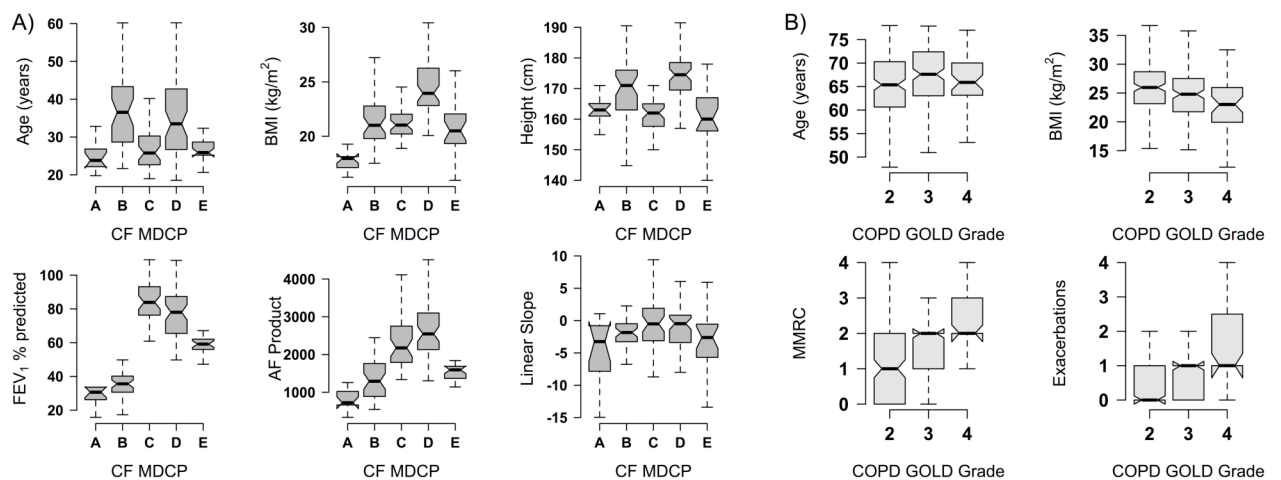 A)
Age (years)
60
50
40
30
20
A B C D E
CF MDCP
BMI (kg/m²)
30
25
20
A B C D E
CF MDCP
Height (cm)
190
180
170
160
150
140
A B C D E
CF MDCP
B)
Age (years)
75
70
65
60
55
50
2 3 4
COPD GOLD Grade
BMI (kg/m²)
35
30
25
20
15
2 3 4
COPD GOLD Grade
FEV₁ % predicted
100
80
60
40
20
A B C D E
CF MDCP
AF Product
4000
3000
2000
1000
A B C D E
CF MDCP
Linear Slope
10
5
0
-5
-10
-15
A B C D E
CF MDCP
MMRC
4
3
2
1
0
2 3 4
COPD GOLD Grade
Exacerbations
4
3
2
1
0
2 3 4
COPD GOLD Grade